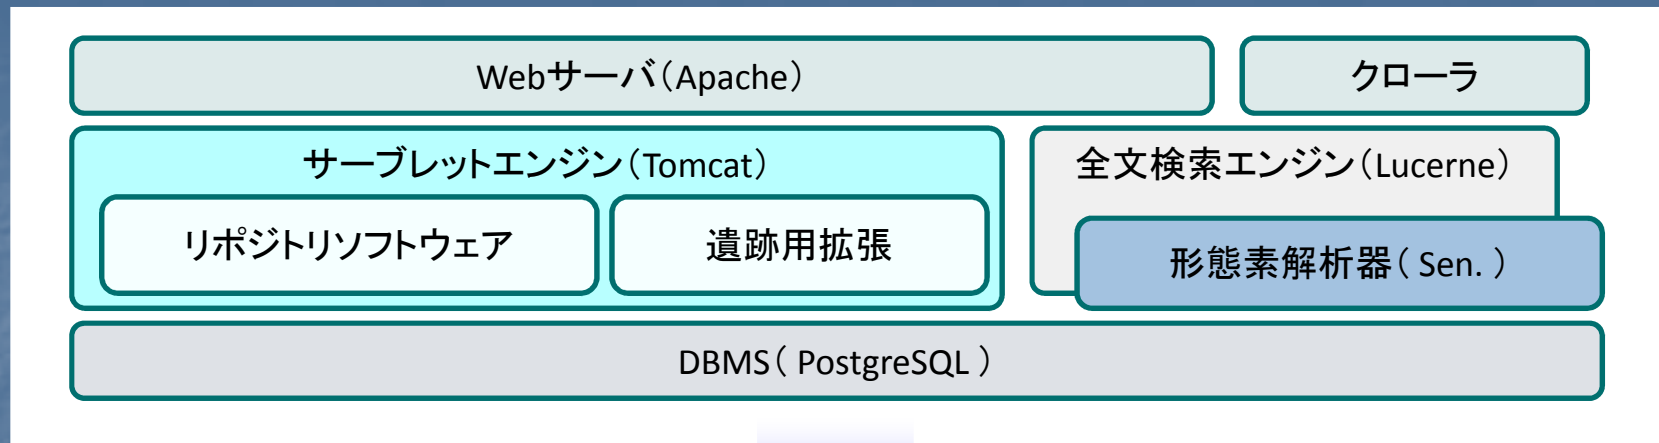 Webサーバ（Apache）
クローラ
サーブレットエンジン（Tomcat）
全文検索エンジン（Lucerne）
リポジトリソフトウェア
遺跡用拡張
形態素解析器（ Sen. ）
DBMS（ PostgreSQL ）